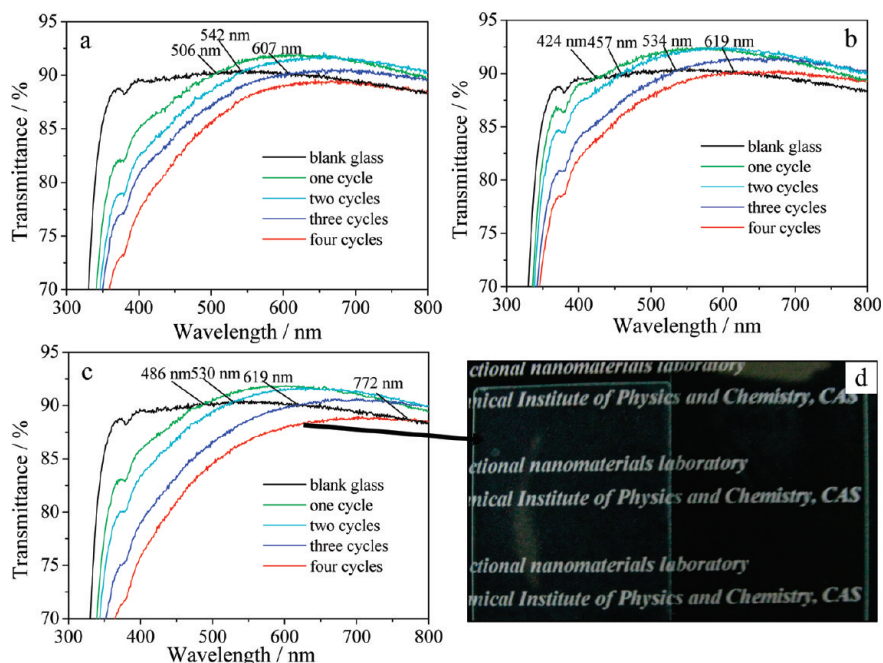 a
506 nm
542 nm
607 nm
95
90
85
80
75
70
Transmittance / %
blank glass
one cycle
two cycles
three cycles
four cycles
300 400 500 600 700 800
Wavelength / nm
b
424 nm
457 nm
534 nm
619 nm
95
90
85
80
75
70
Transmittance / %
blank glass
one cycle
two cycles
three cycles
four cycles
300 400 500 600 700 800
Wavelength / nm
c
486 nm
530 nm
619 nm
772 nm
95
90
85
80
75
70
Transmittance / %
blank glass
one cycle
two cycles
three cycles
four cycles
300 400 500 600 700 800
Wavelength / nm
d
ctional nanomaterials laboratory
nical Institute of Physics and Chemistry, CAS
ctional nanomaterials laboratory
nical Institute of Physics and Chemistry, CAS
ctional nanomaterials laboratory
nical Institute of Physics and Chemistry, CAS